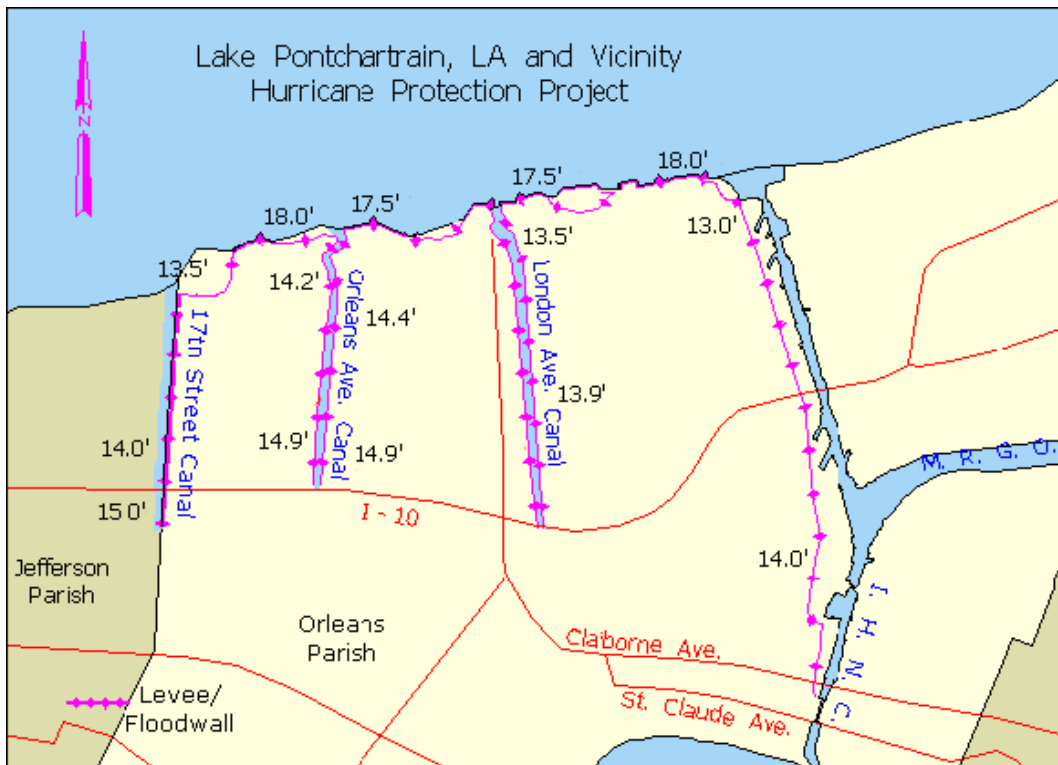 Lake Pontchartrain, LA and Vicinity
Hurricane Protection Project
N
18.0'
17.5'
17.5'
18.0'
13.5'
13.0'
13.5'
14.2'
14.4'
17tn Street Canal
Orleans Ave. Canal
London Ave. Canal
13.9'
14.0'
14.9'
14.9'
M. R. G. O.
15 0'
I - 10
14.0'
Jefferson
Parish
Orleans
Parish
I. H. N. C.
Claiborne Ave.
St. Claude Ave.
Levee/
Floodwall